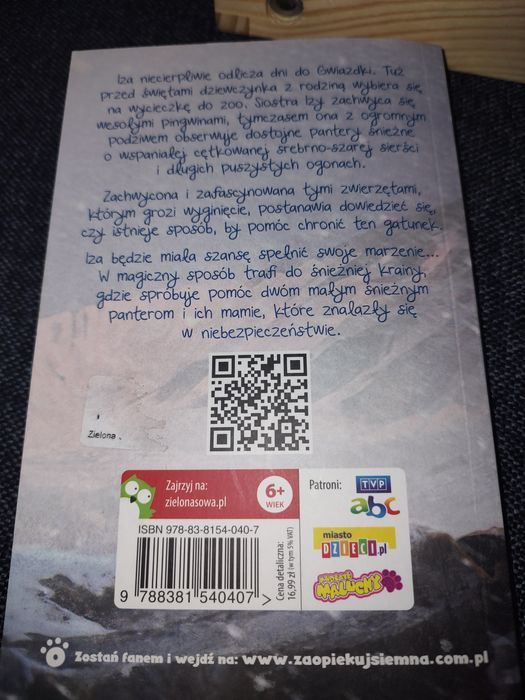 Iza niecierpliwie odlicza dni do Gwiazdki. Tuż
przed świętami dziewczynka z rodziną wybiera się
na wycieczkę do zoo. Siostra Izy zachwyca się
wesołymi pingwinami, tymczasem ona z ogromnym
podziwem obserwuje dostojne pantery śnieżne
o wspaniałej cętkowanej srebrno-szarej sierści
i długich puszystych ogonach.
Zachwycona i zafascynowana tymi zwierzętami,
którym grozi wyginięcie, postanawia dowiedzieć się,
czy istnieje sposób, by pomóc chronić ten gatunek.
Iza będzie miała szansę spełnić swoje marzenie...
W magiczny sposób trafi do śnieżnej krainy,
gdzie spróbuje pomóc dwóm małym śnieżnym
panterom i ich mamie, które znalazły się
w niebezpieczeństwie.
Zielona
Zajrzyj na:
zielonasowa.pl
6+
WIEK
Patroni:
TVP
abc
miasto
DZIECI.pl
MALUCHY
ISBN 978-83-8154-040-7
9 788381 540407 >
Cena detaliczna:
16,99 zł (w tym 5% VAT)
Zostań fanem i wejdź na: www.zaopiekujsiemna.com.pl